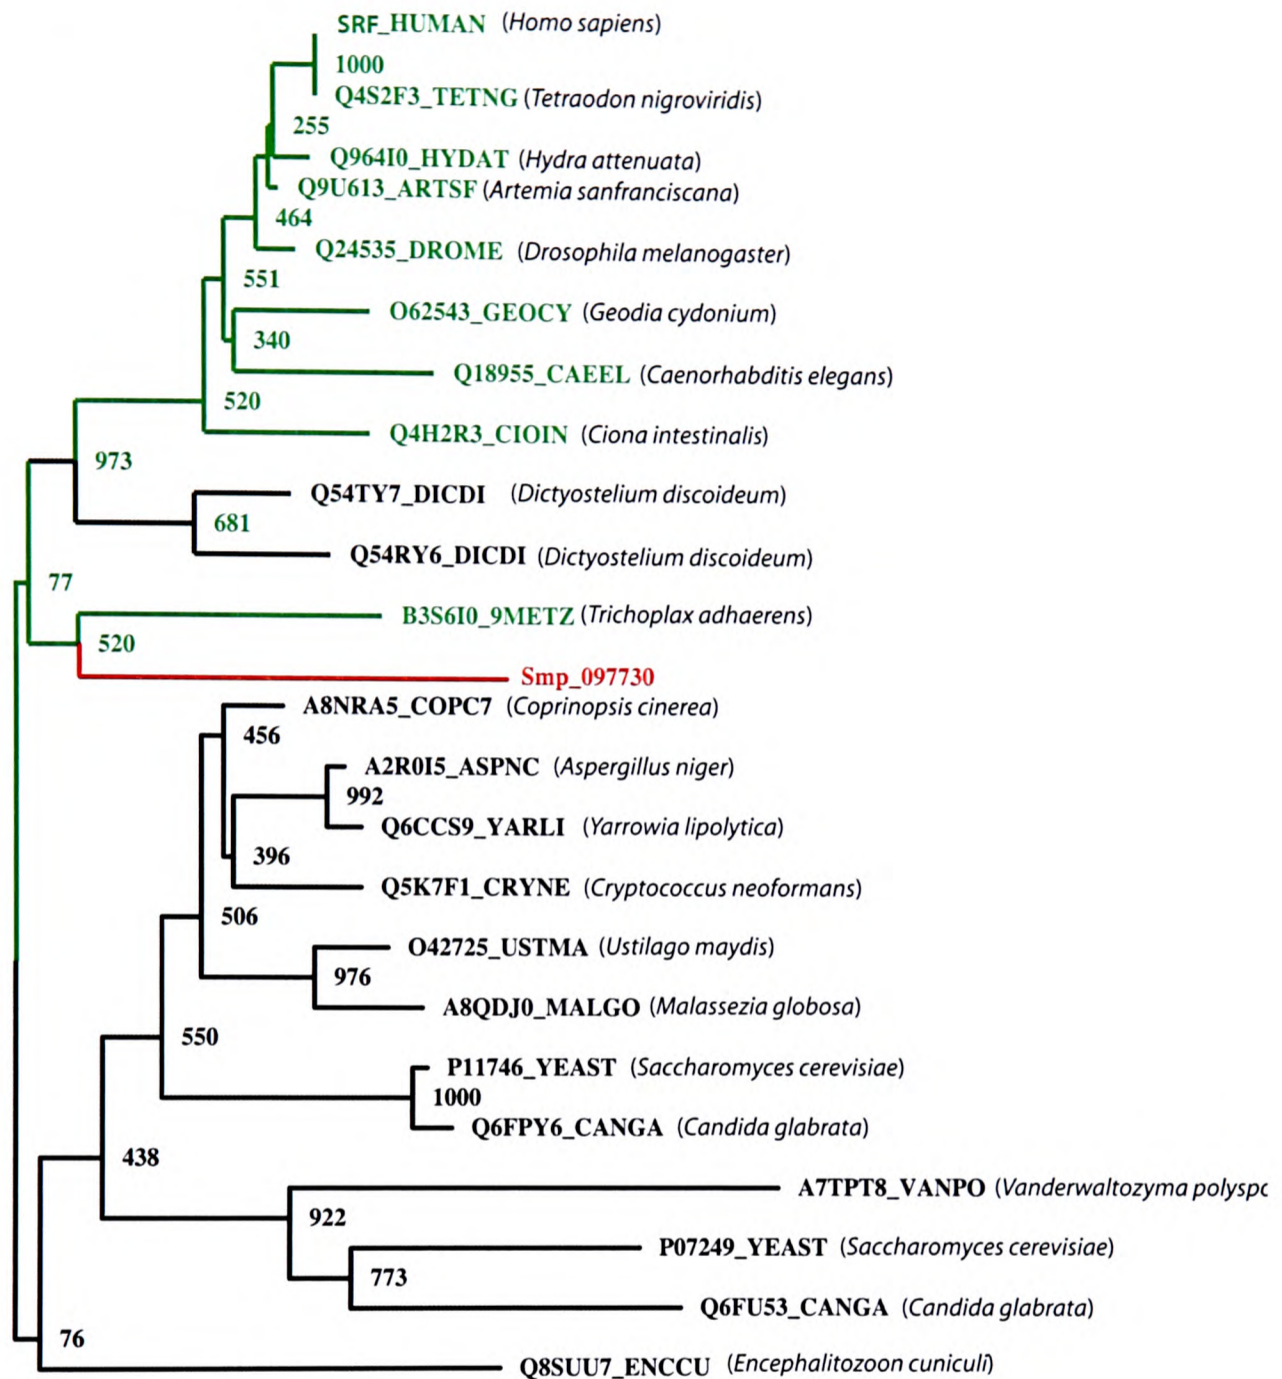 SRF_HUMAN (Homo sapiens)
1000
Q4S2F3_TETNG (Tetraodon nigroviridis)
255
Q964I0_HYDAT (Hydra attenuata)
Q9U613_ARTSF (Artemia sanfranciscana)
464
Q24535_DROME (Drosophila melanogaster)
551
O62543_GEOCY (Geodia cydonium)
340
Q18955_CAEEL (Caenorhabditis elegans)
520
Q4H2R3_CIOIN (Ciona intestinalis)
973
Q54TY7_DICDI (Dictyostelium discoideum)
681
Q54RY6_DICDI (Dictyostelium discoideum)
77
B3S6I0_9METZ (Trichoplax adhaerens)
520
Smp_097730
A8NRA5_COPC7 (Coprinopsis cinerea)
456
A2R0I5_ASPNC (Aspergillus niger)
992
Q6CCS9_YARLI (Yarrowia lipolytica)
396
Q5K7F1_CRYNE (Cryptococcus neoformans)
506
O42725_USTMA (Ustilago maydis)
976
A8QDJ0_MALGO (Malassezia globosa)
550
P11746_YEAST (Saccharomyces cerevisiae)
1000
Q6FPY6_CANGA (Candida glabrata)
438
A7TPT8_VANPO (Vanderwaltozyma polyspc
922
P07249_YEAST (Saccharomyces cerevisiae)
773
Q6FU53_CANGA (Candida glabrata)
76
Q8SUU7_ENCCU (Encephalitozoon cuniculi)